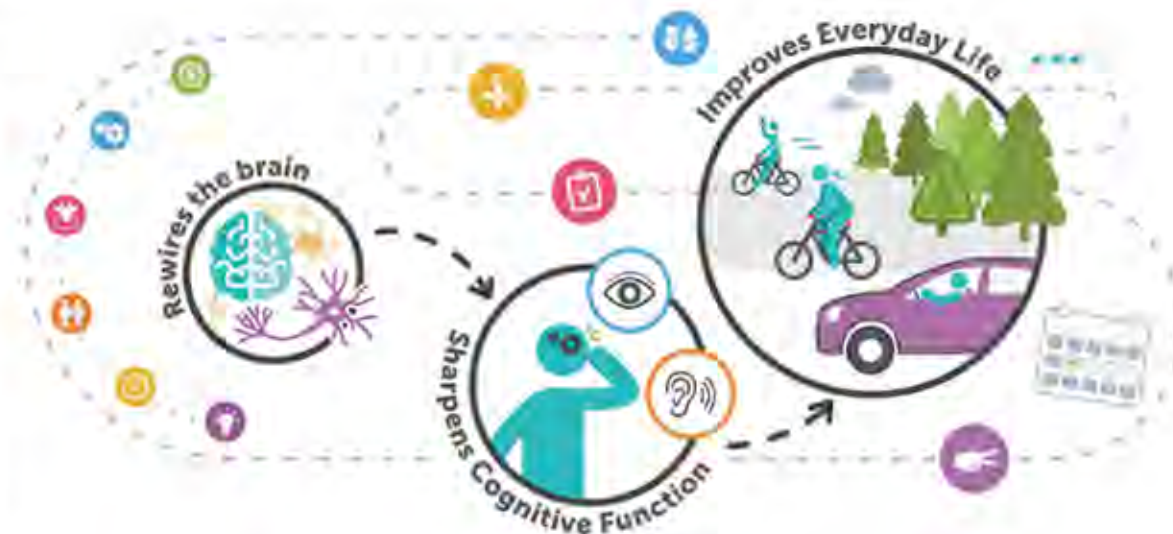 Rewires the brain
Sharpens Cognitive Function
Improves Everyday Life